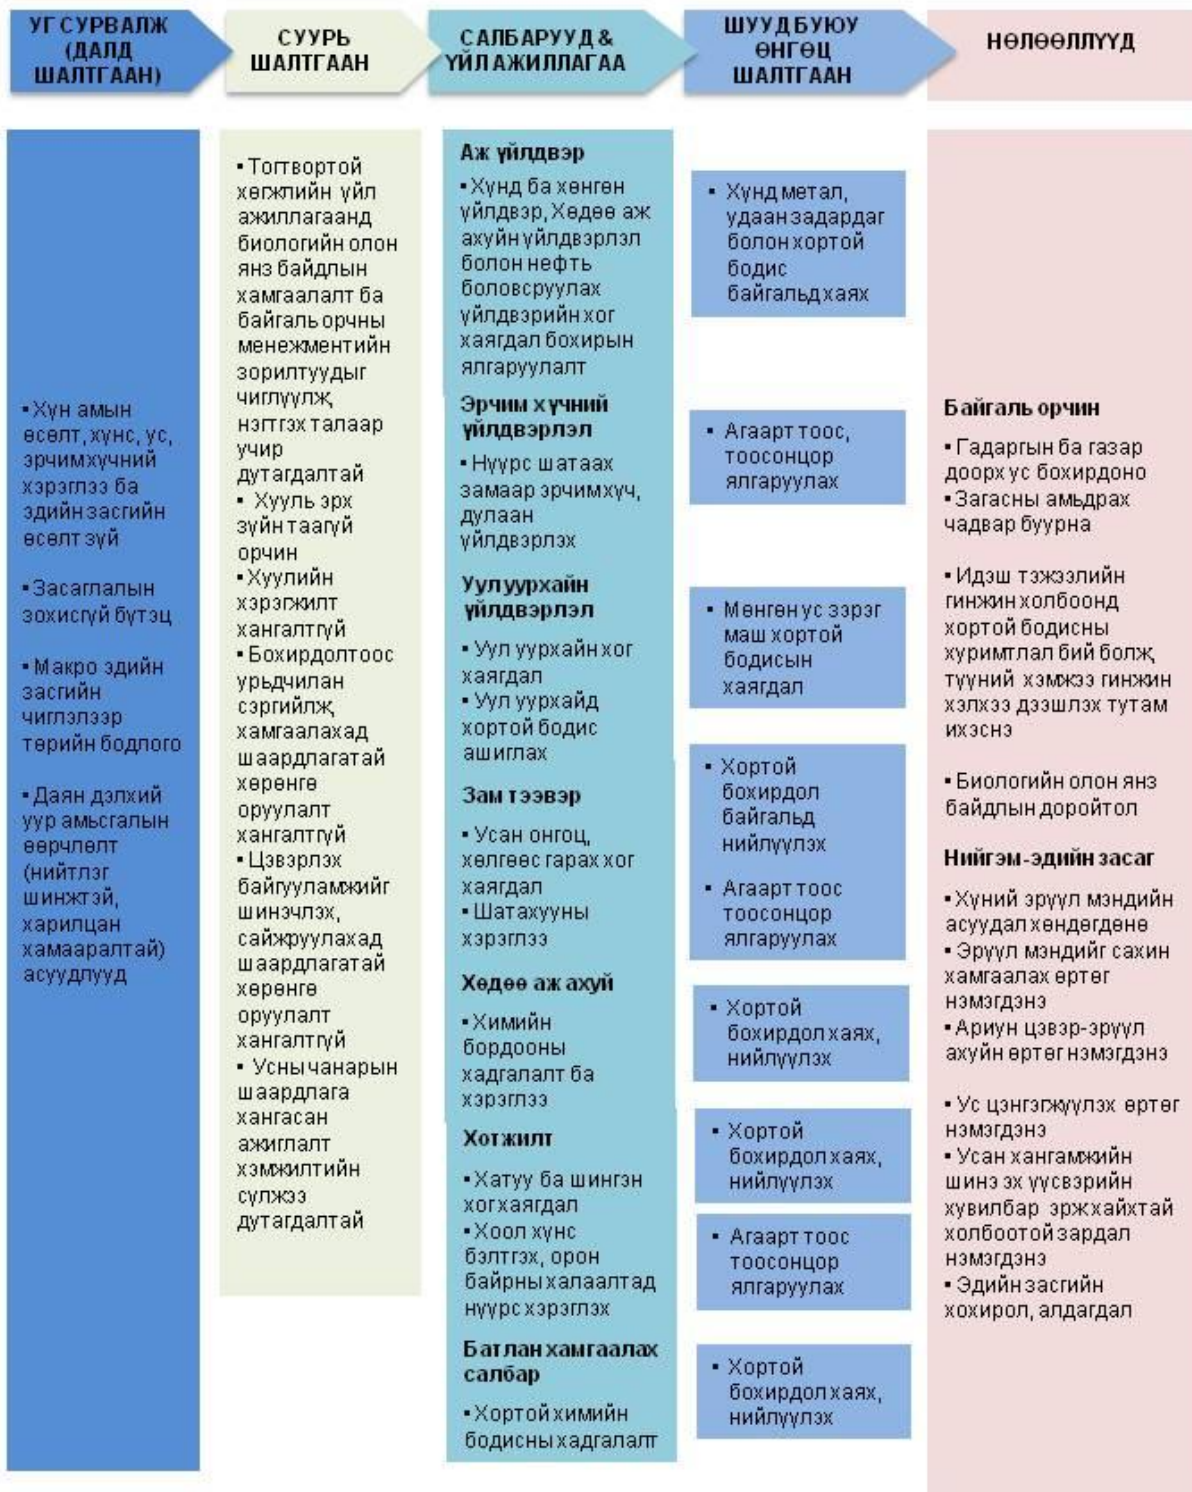 УГ СУРВАЛЖ
(ДАЛД
ШАЛТГААН)
СУУРЬ
ШАЛТГААН
САЛБАРУУД &
ҮЙЛ АЖИЛЛАГАА
ШУУД БУЮУ
ӨНГӨЦ
ШАЛТГААН
НӨЛӨӨЛЛҮҮД
▪ Хүн амын
өсөлт, хүнс, ус,
эрчимхүчний
хэрэглээ ба
эдийн засгийн
өсөлт зүй
▪ Засаглалын
зохисгүй бүтэц
▪ Макро эдийн
засгийн
чиглэлээр
төрийн бодлого
▪ Даян дэлхий
уур амьсгалын
өөрчлөлт
(нийтлэг
шинжтэй,
харилцан
хамааралтай)
асуудлууд
▪ Тогтвортой
хөгжлийн үйл
ажиллагаанд
биологийн олон
янз байдлын
хамгаалалт ба
байгаль орчны
менежментийн
зорилтуудыг
чиглүүлж,
нэгтгэх талаар
учир
дутагдалтай
▪ Хууль эрх
зүйн таагүй
орчин
▪ Хуулийн
хэрэгжилт
хангалтгүй
▪ Бохирдолтоос
урьдчилан
сэргийлж,
хамгаалахад
шаардлагатай
хөрөнгө
оруулалт
хангалтгүй
▪ Цэвэрлэх
байгууламжийг
шинэчлэх,
сайжруулахад
шаардлагатай
хөрөнгө
оруулалт
хангалтгүй
▪ Усны чанарын
шаардлага
хангасан
ажиглалт
хэмжилтийн
сүлжээ
дутагдалтай
Аж үйлдвэр
▪ Хүнд ба хөнгөн
үйлдвэр, Хөдөө аж
ахуйн үйлдвэрлэл
болон нефть
боловсруулах
үйлдвэрийн хог
хаягдал бохирын
ялгаруулалт
Эрчим хүчний
үйлдвэрлэл
▪ Нүүрс шатаах
замаар эрчимхүч,
дулаан
үйлдвэрлэх
Уул уурхайн
үйлдвэрлэл
▪ Уул уурхайн хог
хаягдал
▪ Уул уурхайд
хортой бодис
ашиглах
Зам тээвэр
▪ Усан онгоц,
хөлгөөс гарах хог
хаягдал
▪ Шатахууны
хэрэглээ
Хөдөө аж ахуй
▪ Химийн
бордооны
хадгалалт ба
хэрэглээ
Хотжилт
▪ Хатуу ба шингэн
хог хаягдал
▪ Хоол хүнс
бэлтгэх, орон
байрны халаалтад
нүүрс хэрэглэх
Батлан хамгаалах
салбар
▪ Хортой химийн
бодисны хадгалалт
▪ Хүнд метал,
удаан задардаг
болон хортой
бодис
байгальд хаях
▪ Агаарт тоос,
тоосонцор
ялгаруулах
▪ Мөнгөн ус зэрэг
маш хортой
бодисын
хаягдал
▪ Хортой
бохирдол
байгальд
нийлүүлэх
▪ Агаарт тоос
тоосонцор
ялгаруулах
▪ Хортой
бохирдол хаях,
нийлүүлэх
▪ Хортой
бохирдол хаях,
нийлүүлэх
▪ Агаарт тоос
тоосонцор
ялгаруулах
▪ Хортой
бохирдол хаях,
нийлүүлэх
Байгаль орчин
▪ Гадаргын ба газар
доорх ус бохирдоно
▪ Загасны амьдрах
чадвар буурна
▪ Идэш тэжээлийн
гинжин холбоонд
хортой бодисны
хуримтлал бий болж,
түүний хэмжээ гинжин
хэлхээ дээшлэх тутам
ихэснэ
▪ Биологийн олон янз
байдлын доройтол
Нийгэм-эдийн засаг
▪ Хүний эрүүл мэндийн
асуудал хөндөгдөнө
▪ Эрүүл мэндийг сахин
хамгаалах өртөг
нэмэгдэнэ
▪ Ариун цэвэр-эрүүл
ахуйн өртөг нэмэгдэнэ
▪ Ус цэнгэгжүүлэх өртөг
нэмэгдэнэ
▪ Усан хангамжийн
шинэ эх үүсвэрийн
хувилбар эрж хайхтай
холбоотой зардал
нэмэгдэнэ
▪ Эдийн засгийн
хохирол, алдагдал